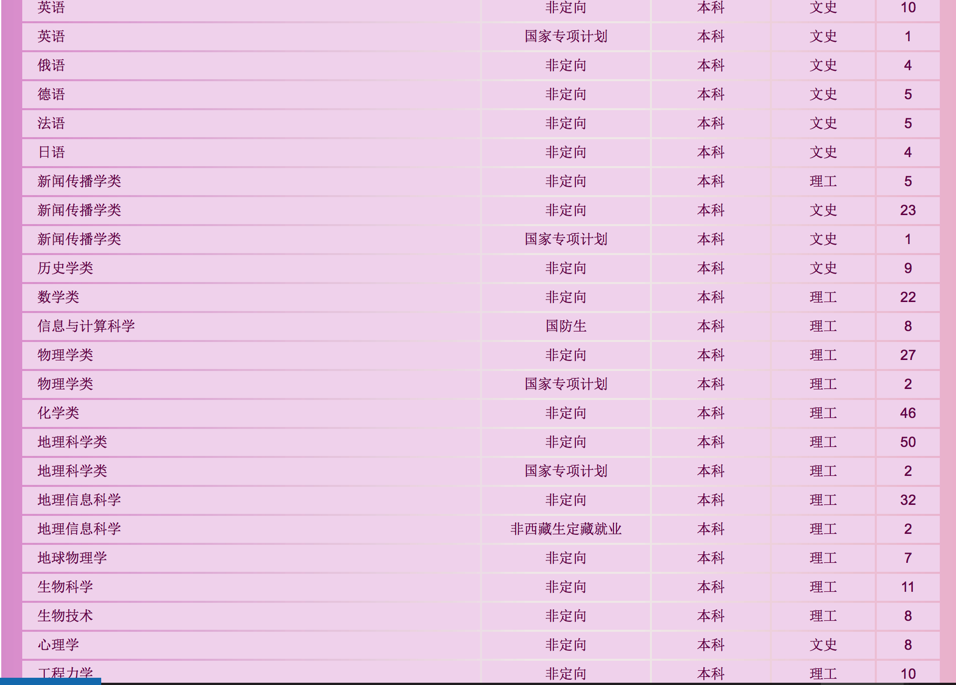 英语 非定向 本科 文史 10
英语 国家专项计划 本科 文史 1
俄语 非定向 本科 文史 4
德语 非定向 本科 文史 5
法语 非定向 本科 文史 5
日语 非定向 本科 文史 4
新闻传播学类 非定向 本科 理工 5
新闻传播学类 非定向 本科 文史 23
新闻传播学类 国家专项计划 本科 文史 1
历史学类 非定向 本科 文史 9
数学类 非定向 本科 理工 22
信息与计算科学 国防生 本科 理工 8
物理学类 非定向 本科 理工 27
物理学类 国家专项计划 本科 理工 2
化学类 非定向 本科 理工 46
地理科学类 非定向 本科 理工 50
地理科学类 国家专项计划 本科 理工 2
地理信息科学 非定向 本科 理工 32
地理信息科学 非西藏生定藏就业 本科 理工 2
地球物理学 非定向 本科 理工 7
生物科学 非定向 本科 理工 11
生物技术 非定向 本科 理工 8
心理学 非定向 本科 文史 8
工程力学 非定向 本科 理工 10